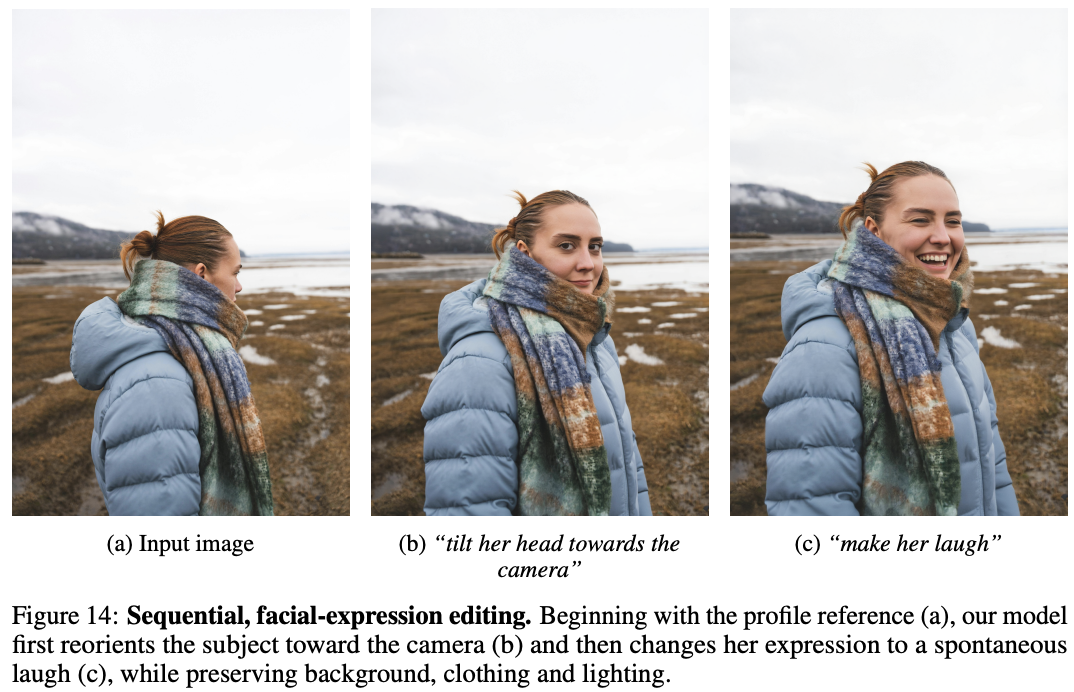 (a) Input image
(b) “tilt her head towards the
camera”
(c) “make her laugh”
Figure 14: Sequential, facial-expression editing. Beginning with the profile reference (a), our model
first reorients the subject toward the camera (b) and then changes her expression to a spontaneous
laugh (c), while preserving background, clothing and lighting.